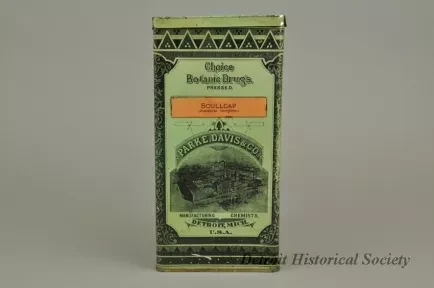 Choice
Botanic Drugs.
PRESSED.
SCULLCAP
PARKE, DAVIS & CO.
MANUFACTURING CHEMISTS.
DETROIT, MICH.
U.S.A.
Detroit Historical Society